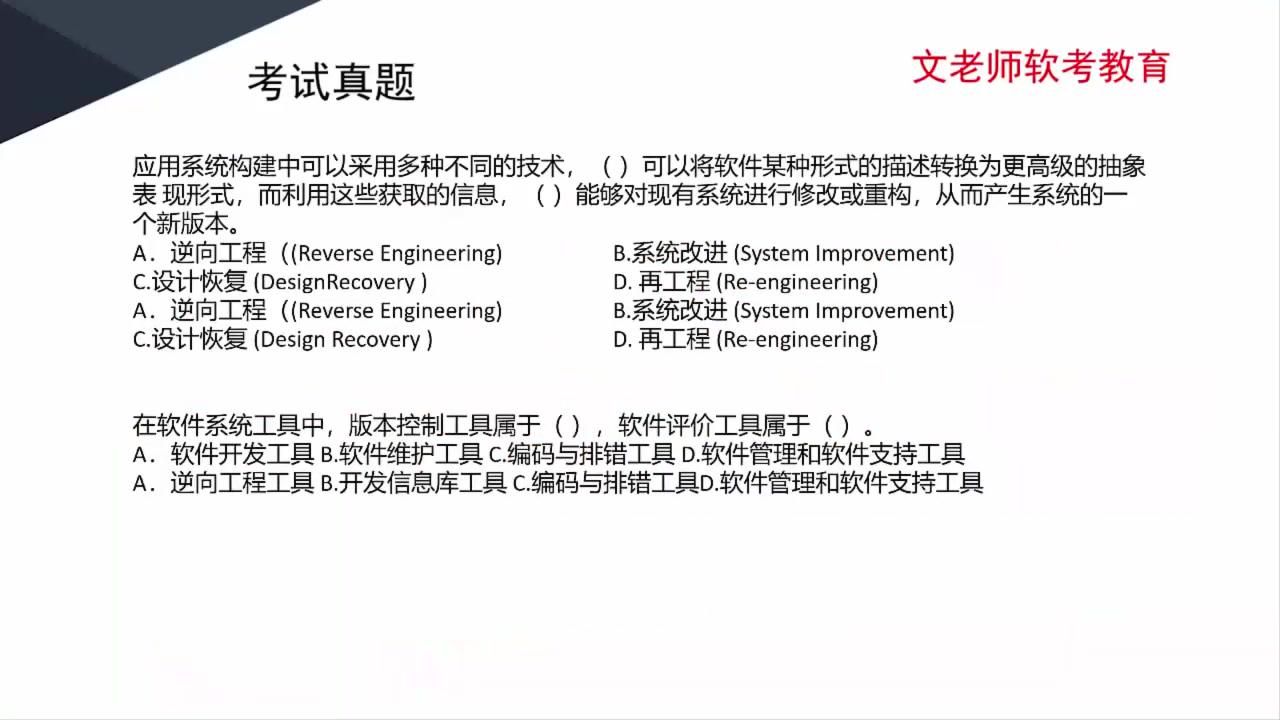 考试真题
文老师软考教育
应用系统构建中可以采用多种不同的技术，（ ）可以将软件某种形式的描述转换为更高级的抽象
表 现形式，而利用这些获取的信息，（ ）能够对现有系统进行修改或重构，从而产生系统的一
个新版本。
A．逆向工程（(Reverse Engineering) B.系统改进 (System Improvement)
C.设计恢复 (DesignRecovery ) D. 再工程 (Re-engineering)
A．逆向工程（(Reverse Engineering) B.系统改进 (System Improvement)
C.设计恢复 (Design Recovery ) D. 再工程 (Re-engineering)
在软件系统工具中，版本控制工具属于（ ），软件评价工具属于（ ）。
A．软件开发工具 B.软件维护工具 C.编码与排错工具 D.软件管理和软件支持工具
A．逆向工程工具 B.开发信息库工具 C.编码与排错工具D.软件管理和软件支持工具